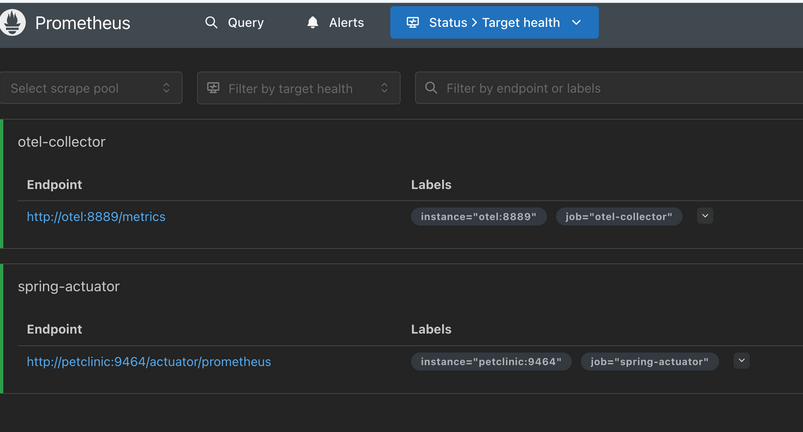 Prometheus
Query
Alerts
Status > Target health
Select scrape pool
Filter by target health
Filter by endpoint or labels
otel-collector
Endpoint Labels
http://otel:8889/metrics instance="otel:8889" job="otel-collector"
spring-actuator
Endpoint Labels
http://petclinic:9464/actuator/prometheus instance="petclinic:9464" job="spring-actuator"